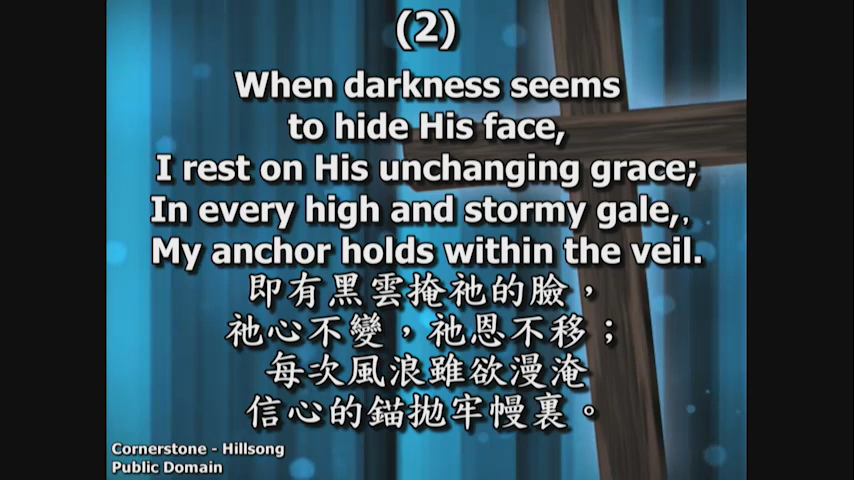 (2)
When darkness seems
to hide His face,
I rest on His unchanging grace;
In every high and stormy gale,,
My anchor holds within the veil.
即有黑雲掩祂的臉，
祂心不變，祂恩不移；
每次風浪雖欲漫淹
信心的錨拋牢幔裏。
Cornerstone - Hillsong
Public Domain